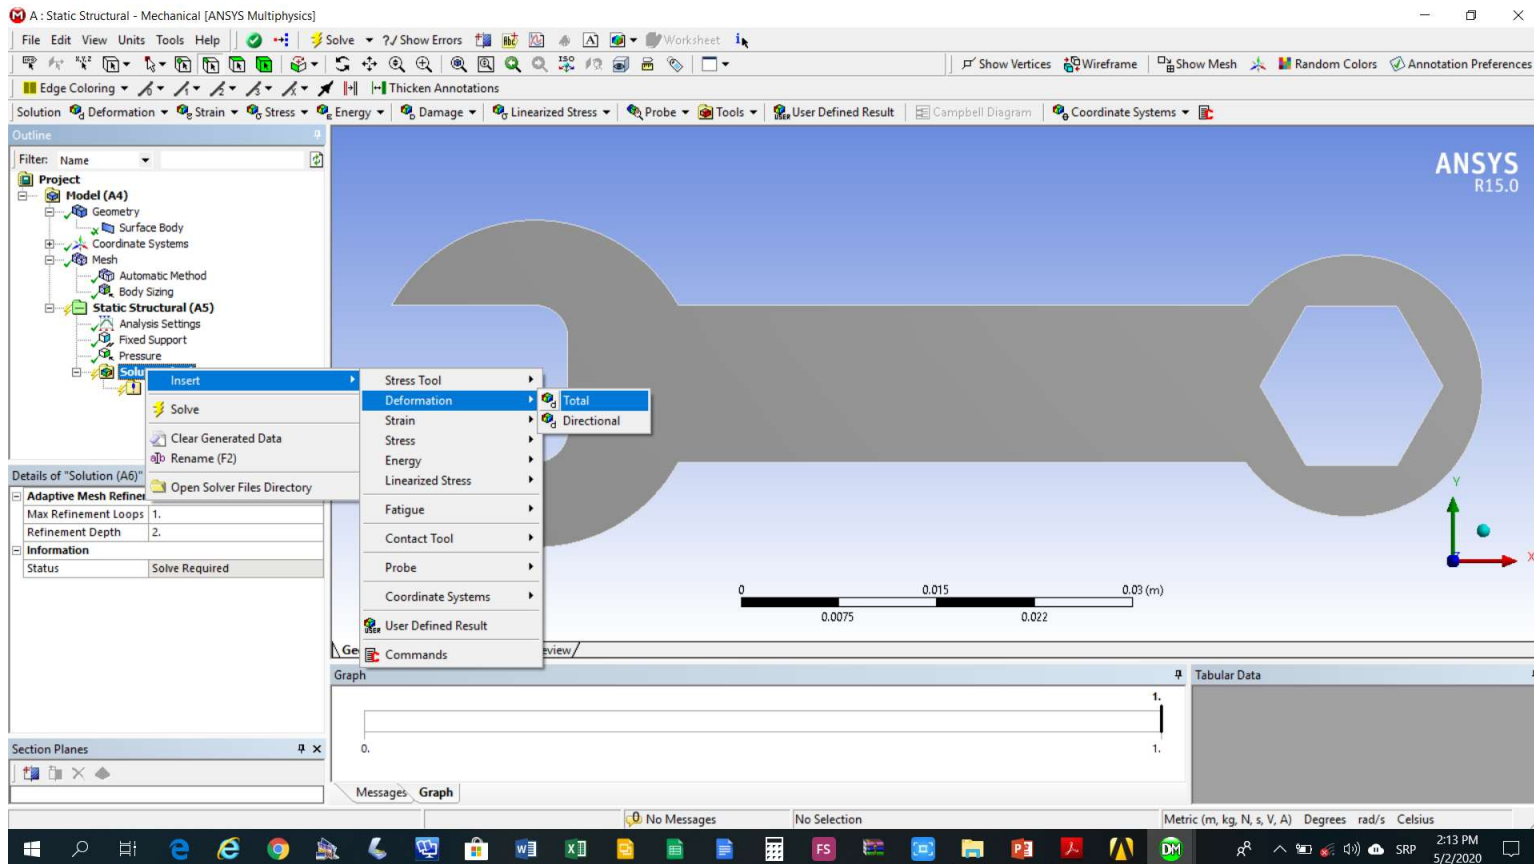 A : Static Structural - Mechanical [ANSYS Multiphysics]
File Edit View Units Tools Help Solve ?./ Show Errors Worksheet
Show Vertices Wireframe Show Mesh Random Colors Annotation Preferences
Edge Coloring Thicken Annotations
Solution Deformation Strain Stress Energy Damage Linearized Stress Probe Tools User Defined Result Campbell Diagram Coordinate Systems
Outline
Filter: Name
Project
Model (A4)
Geometry
Surface Body
Coordinate Systems
Mesh
Automatic Method
Body Sizing
Static Structural (A5)
Analysis Settings
Fixed Support
Pressure
Solu
Insert
Solve
Clear Generated Data
Rename (F2)
Open Solver Files Directory
Stress Tool
Deformation
Strain
Stress
Energy
Linearized Stress
Fatigue
Contact Tool
Probe
Coordinate Systems
User Defined Result
Commands
Total
Directional
Details of "Solution (A6)"
Adaptive Mesh Refiner
Max Refinement Loops 1.
Refinement Depth 2.
Information
Status Solve Required
Section Planes
ANSYS
R15.0
Y
X
0 0.015 0.03 (m)
0.0075 0.022
Ge eview
Graph
1.
0. 1.
Messages Graph
Tabular Data
No Messages No Selection Metric (m, kg, N, s, V, A) Degrees rad/s Celsius
FS DM SRP 2:13 PM
5/2/2020